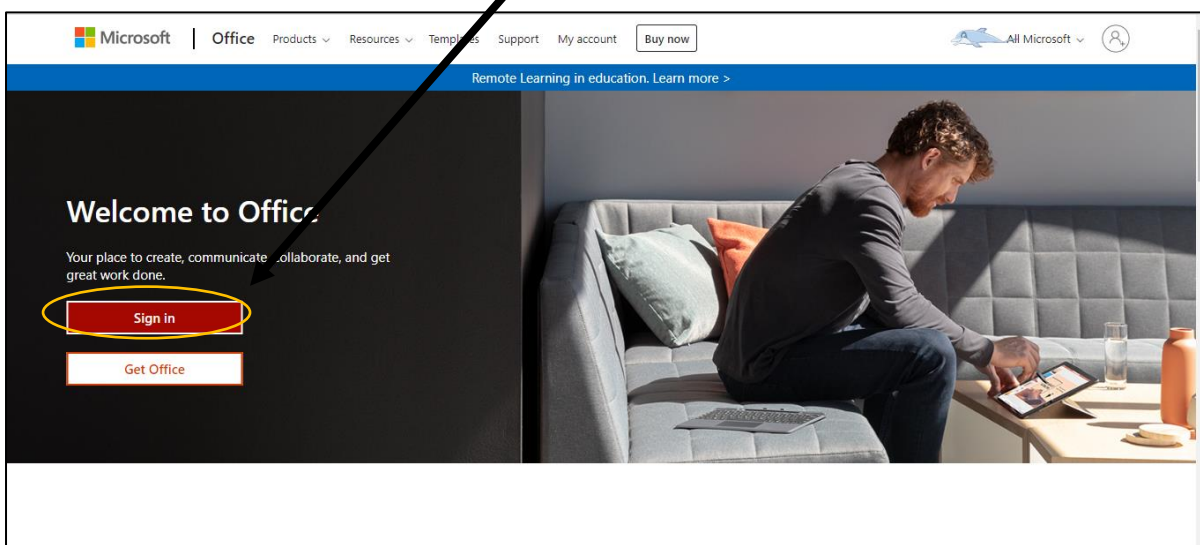 Microsoft Office Products Resources Templates Support My account Buy now All Microsoft
Remote Learning in education. Learn more >
Welcome to Office
Your place to create, communicate, collaborate, and get
great work done.
Sign in
Get Office